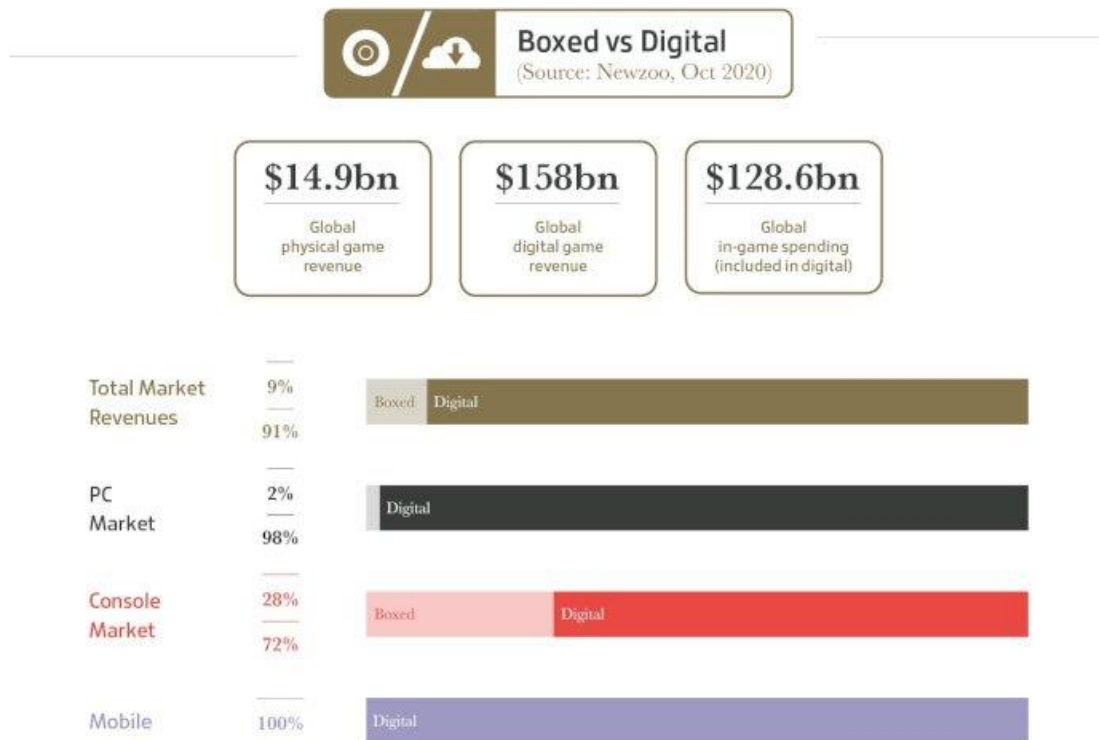 Boxed vs Digital
(Source: Newzoo, Oct 2020)
$14.9bn
Global
physical game
revenue
$158bn
Global
digital game
revenue
$128.6bn
Global
in-game spending
(included in digital)
Total Market
Revenues
9%
91%
Boxed Digital
PC
Market
2%
98%
Digital
Console
Market
28%
72%
Boxed Digital
Mobile
100%
Digital